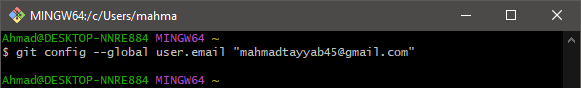 MINGW64:/c/Users/mahma
Ahmad@DESKTOP-NNRE884 MINGW64 ~
$ git config --global user.email "mahmadtayyab45@gmail.com"
Ahmad@DESKTOP-NNRE884 MINGW64 ~